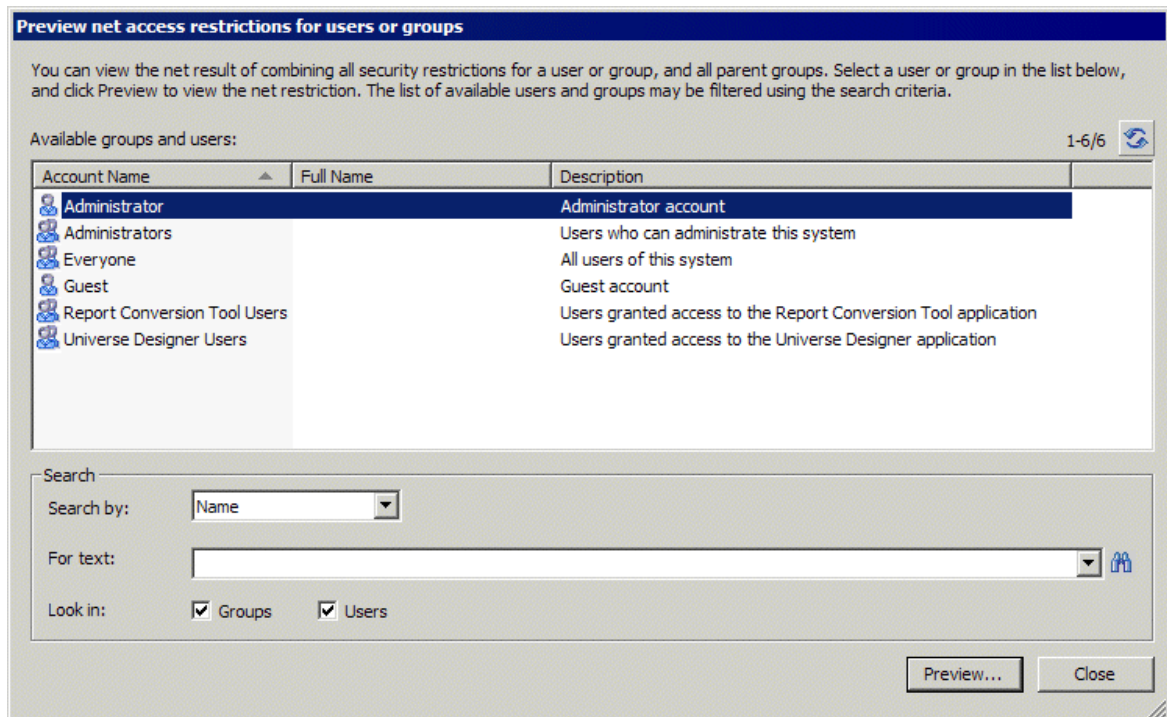 Preview net access restrictions for users or groups
You can view the net result of combining all security restrictions for a user or group, and all parent groups. Select a user or group in the list below,
and click Preview to view the net restriction. The list of available users and groups may be filtered using the search criteria.
Available groups and users: 1-6/6
Account Name Full Name Description
Administrator Administrator account
Administrators Users who can administrate this system
Everyone All users of this system
Guest Guest account
Report Conversion Tool Users Users granted access to the Report Conversion Tool application
Universe Designer Users Users granted access to the Universe Designer application
Search
Search by: Name
For text:
Look in: Groups Users
Preview... Close